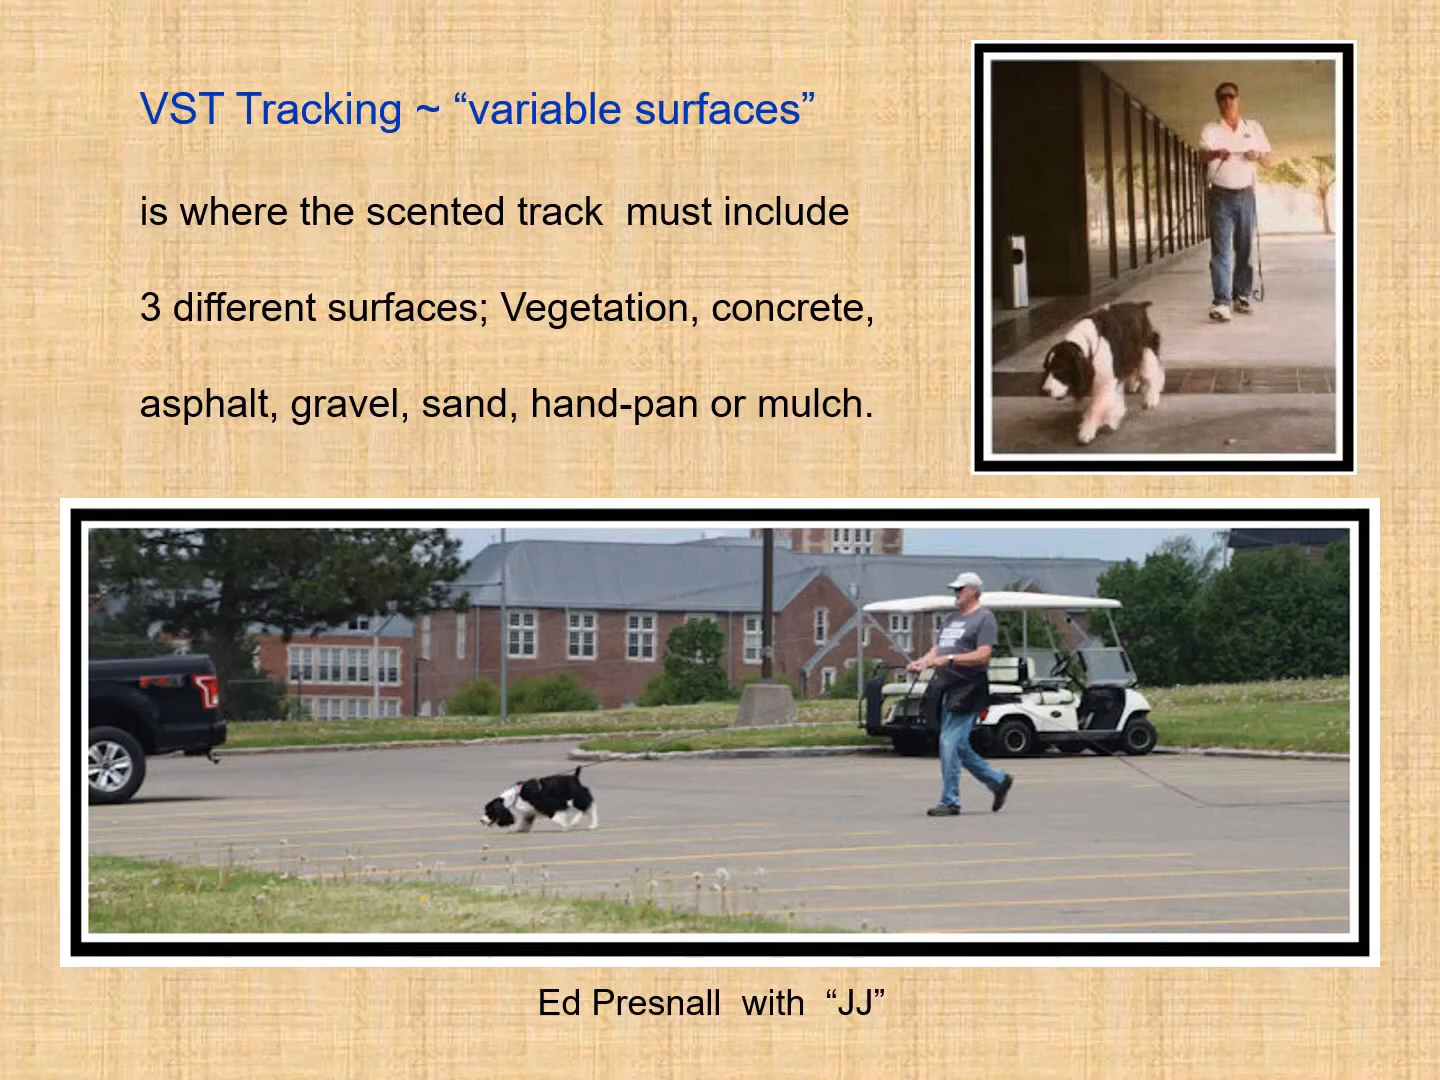 VST Tracking ~ “variable surfaces”
is where the scented track must include
3 different surfaces; Vegetation, concrete,
asphalt, gravel, sand, hand-pan or mulch.
Ed Presnall with “JJ”